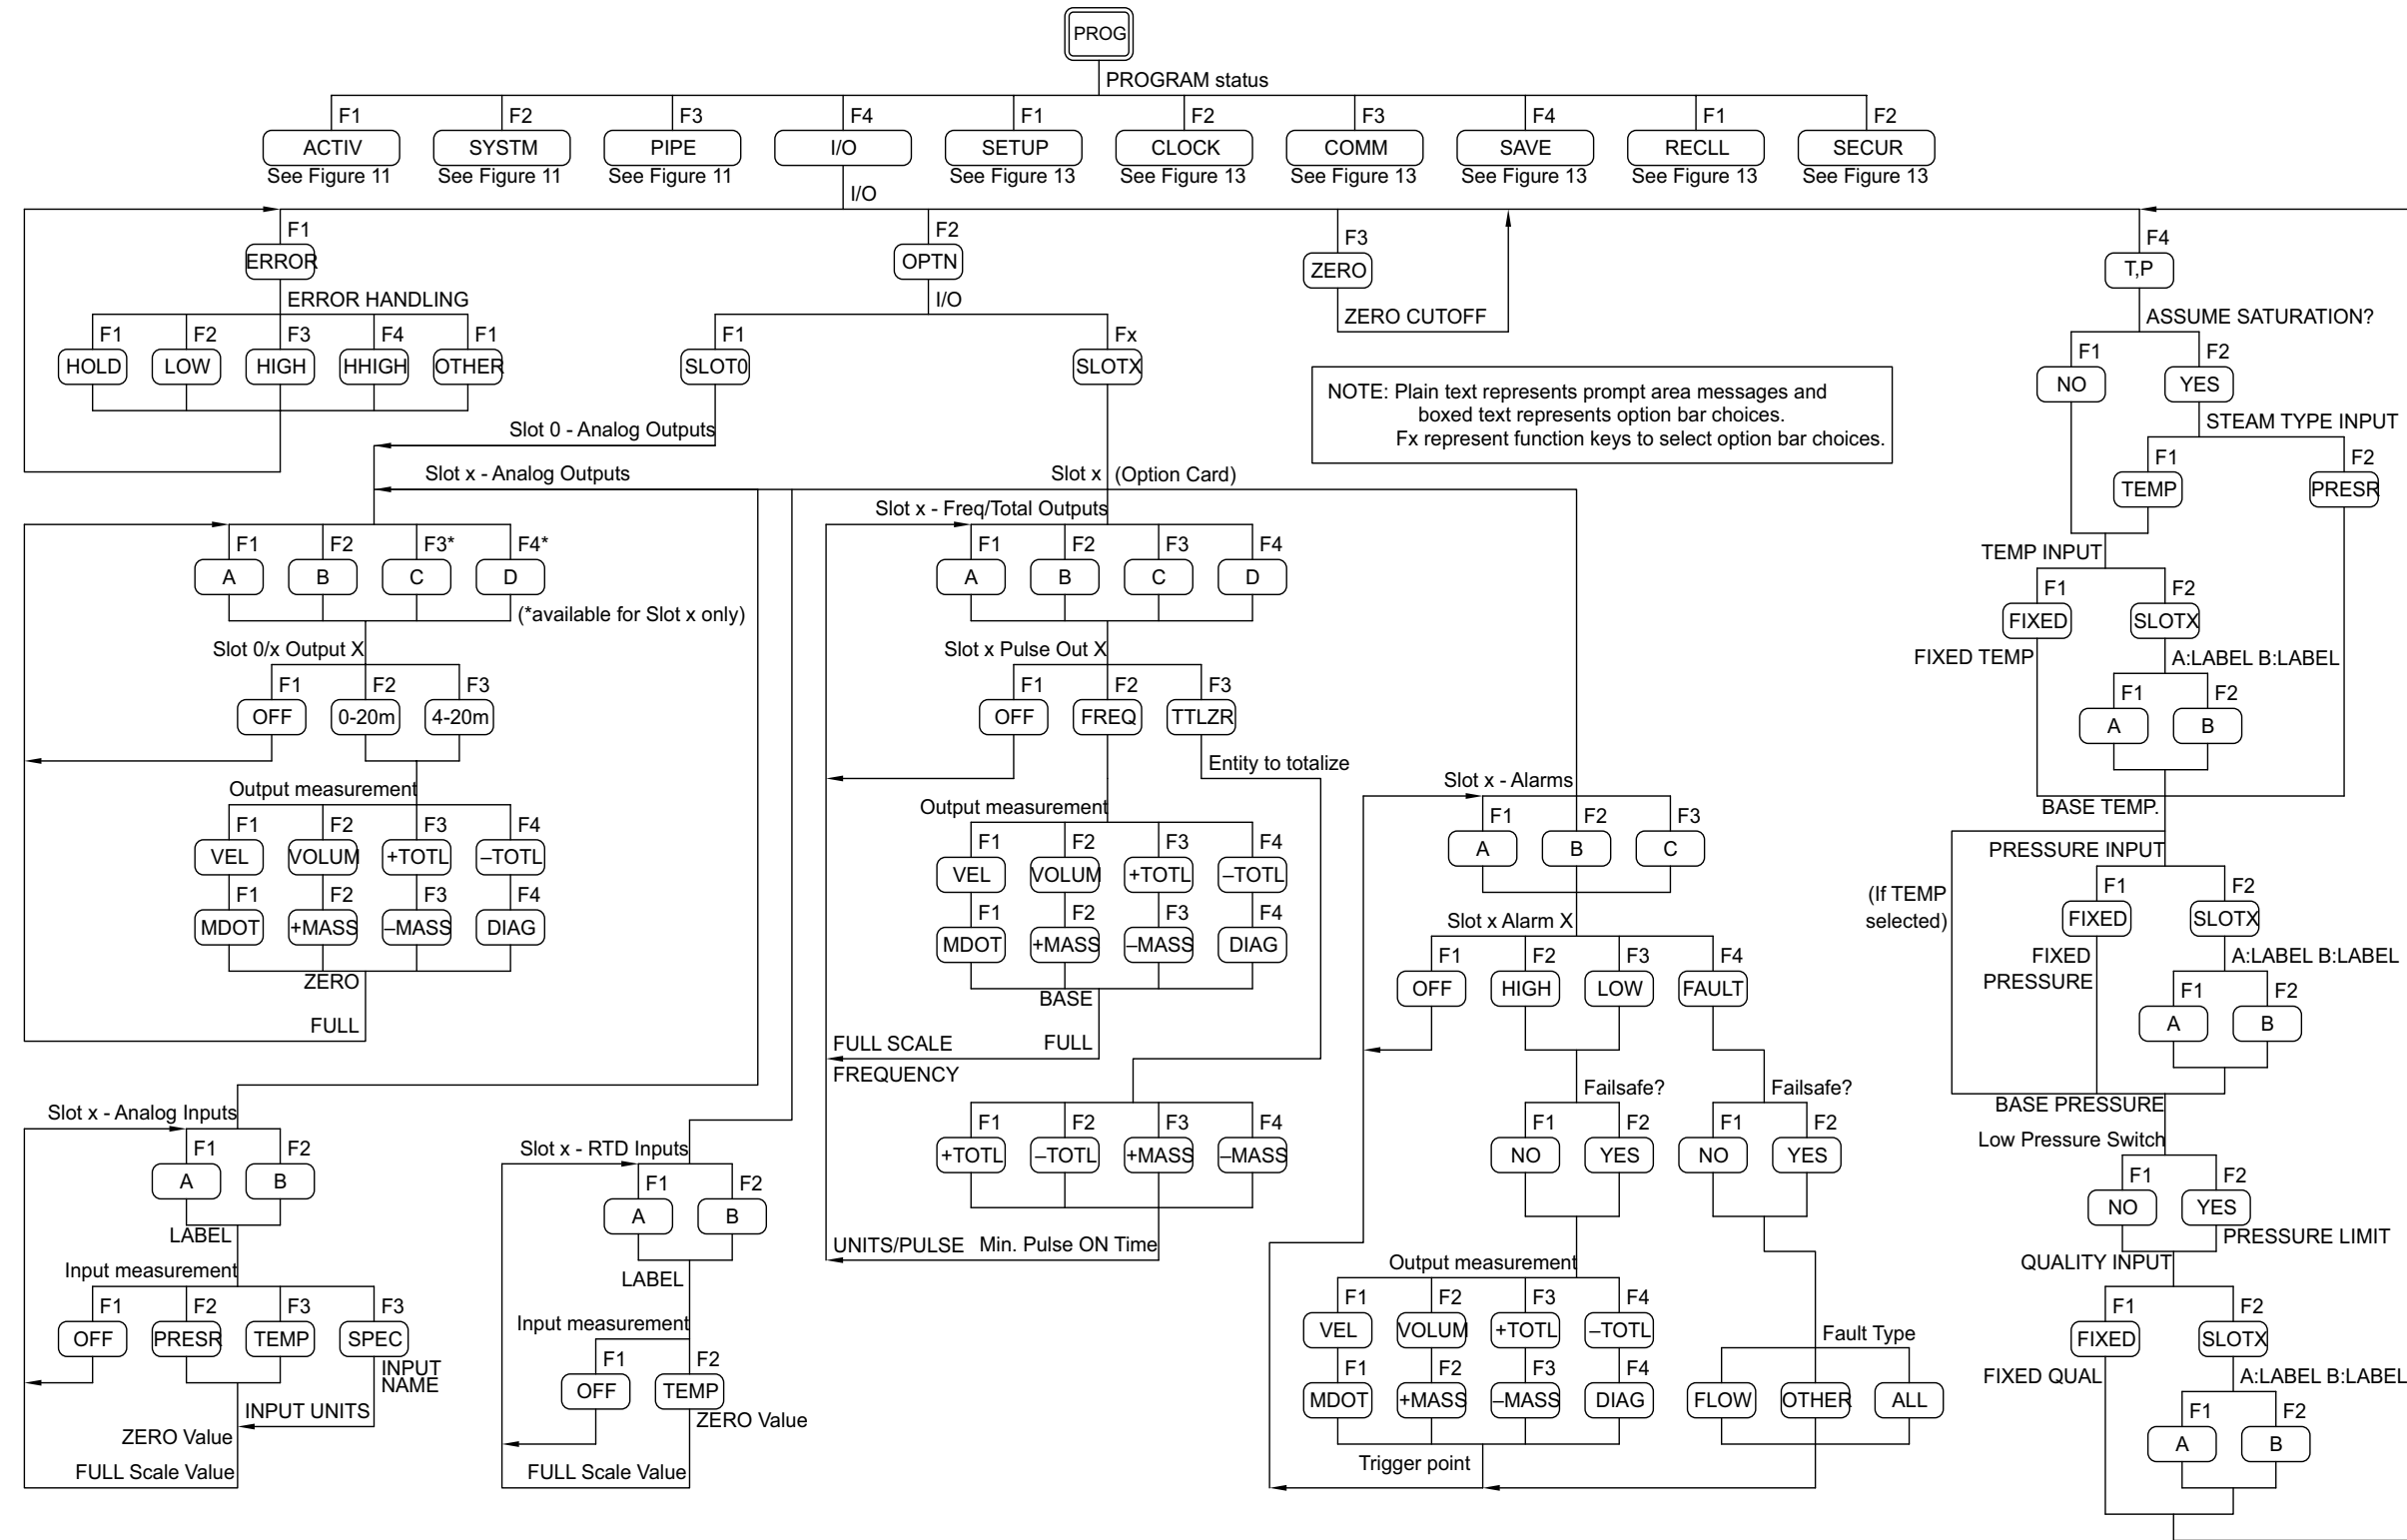 PROG
PROGRAM status
F1 F2 F3 F4 F1 F2 F3 F4 F1 F2
ACTIV SYSTM PIPE I/O SETUP CLOCK COMM SAVE RECLL SECUR
See Figure 11 See Figure 11 See Figure 11 See Figure 13 See Figure 13 See Figure 13 See Figure 13 See Figure 13 See Figure 13
I/O
F1
ERROR
ERROR HANDLING
F1 F2 F3 F4 F1
HOLD LOW HIGH HHIGH OTHER
F2
OPTN
I/O
F1 Fx
SLOT0 SLOTX
F3
ZERO
ZERO CUTOFF
NOTE: Plain text represents prompt area messages and
boxed text represents option bar choices.
Fx represent function keys to select option bar choices.
Slot 0 - Analog Outputs
Slot x - Analog Outputs
Slot x (Option Card)
F1 F2 F3* F4*
A B C D
(*available for Slot x only)
Slot 0/x Output X
F1 F2 F3
OFF 0-20m 4-20m
Output measurement
F1 F2 F3 F4
VEL VOLUM +TOTL –TOTL
F1 F2 F3 F4
MDOT +MASS –MASS DIAG
ZERO
FULL
Slot x - Analog Inputs
F1 F2
A B
LABEL
Input measurement
F1 F2 F3 F3
OFF PRESR TEMP SPEC
INPUT
NAME
INPUT UNITS
ZERO Value
FULL Scale Value
Slot x - RTD Inputs
F1 F2
A B
LABEL
Input measurement
F1 F2
OFF TEMP
ZERO Value
FULL Scale Value
Slot x - Freq/Total Outputs
F1 F2 F3 F4
A B C D
Slot x Pulse Out X
F1 F2 F3
OFF FREQ TTLZR
Entity to totalize
Output measurement
F1 F2 F3 F4
VEL VOLUM +TOTL –TOTL
F1 F2 F3 F4
MDOT +MASS –MASS DIAG
BASE
FULL SCALE FULL
FREQUENCY
F1 F2 F3 F4
+TOTL –TOTL +MASS –MASS
UNITS/PULSE Min. Pulse ON Time
Slot x - Alarms
F1 F2 F3
A B C
Slot x Alarm X
F1 F2 F3 F4
OFF HIGH LOW FAULT
Failsafe? Failsafe?
F1 F2 F1 F2
NO YES NO YES
Output measurement
F1 F2 F3 F4
VEL VOLUM +TOTL –TOTL
F1 F2 F3 F4
MDOT +MASS –MASS DIAG
Trigger point
Fault Type
FLOW OTHER ALL
F4
T,P
ASSUME SATURATION?
F1 F2
NO YES
STEAM TYPE INPUT
F1 F2
TEMP PRESR
TEMP INPUT
F1 F2
FIXED SLOTX
FIXED TEMP A:LABEL B:LABEL
F1 F2
A B
BASE TEMP.
PRESSURE INPUT
(If TEMP
selected)
F1 F2
FIXED SLOTX
FIXED A:LABEL B:LABEL
PRESSURE
F1 F2
A B
BASE PRESSURE
Low Pressure Switch
F1 F2
NO YES
PRESSURE LIMIT
QUALITY INPUT
F1 F2
FIXED SLOTX
FIXED QUAL A:LABEL B:LABEL
F1 F2
A B